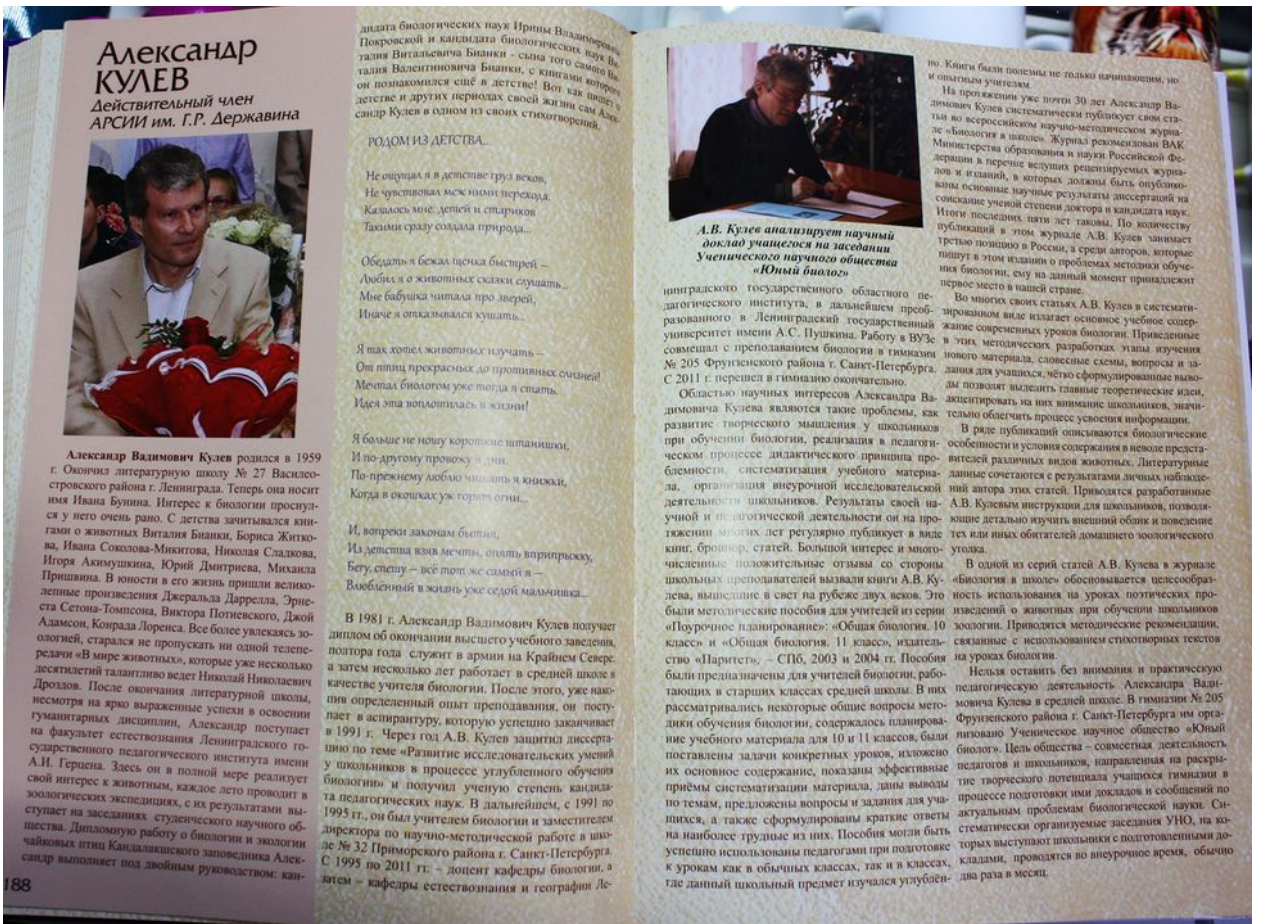 Александр
КУЛЕВ
Действительный член
АРСИИ им. Г.Р. Державина
Александр Вадимович Кулев родился в 1959
г. Окончил литературную школу № 27 Василео-
стровского района г. Ленинграда. Теперь она носит
имя Ивана Бунина. Интерес к биологии проснул-
ся у него очень рано. С детства зачитывался кни-
гами о животных Виталия Бианки, Бориса Житко-
ва, Ивана Соколова-Микитова, Николая Сладкова,
Игоря Акимушкина, Юрий Дмитриева, Михаила
Пришвина. В юности в его жизнь пришли велико-
лепные произведения Джеральда Даррелла, Эрне-
ста Сетона-Томпсона, Виктора Потиевского, Джой
Адамсон, Конрада Лоренса. Все более увлекаясь зо-
ологией, старался не пропускать ни одной телепе-
редачи «В мире животных», которые уже несколько
десятилетий талантливо ведет Николай Николаевич
Дроздов. После окончания литературной школы,
несмотря на ярко выраженные успехи в освоении
гуманитарных дисциплин, Александр поступает
на факультет естествознания Ленинградского го-
сударственного педагогического института имени
А.И. Герцена. Здесь он в полной мере реализует
свой интерес к животным, каждое лето проводит в
зоологических экспедициях, с их результатами вы-
ступает на заседаниях студенческого научного об-
щества. Дипломную работу о биологии и экологии
чайковых птиц Кандалакшского заповедника Алек-
сандр выполняет под двойным руководством: кан-
188
дидата биологических наук Ирины Владимировны
Покровской и кандидата биологических наук Ви-
талия Витальевича Бианки - сына того самого Ви-
талия Валентиновича Бианки, с книгами которого
он познакомился ещё в детстве! Вот как пишет о
детстве и других периодах своей жизни сам Алек-
сандр Кулев в одном из своих стихотворений.
РОДОМ ИЗ ДЕТСТВА...
Не ощущал я в детстве груз веков,
Не чувствовал меж ними перехода.
Казалось мне: детей и стариков
Такими сразу создала природа...
Обедать я бежал щенка быстрей –
Любил я о животных сказки слушать...
Мне бабушка читала про зверей,
Иначе я отказывался кушать...
Я так хотел животных изучать –
От птиц прекрасных до противных слизней!
Мечтал биологом уже тогда я стать.
Идея эта воплотилась в жизни!
Я больше не ношу короткие штанишки,
И по-другому провожу я дни.
По-прежнему люблю читать я книжки,
Когда в окошках уж горят огни...
И, вопреки законам бытия,
Из детства взяв мечты, опять вприпрыжку,
Бегу, спешу – всё тот же самый я –
Влюблённый в жизнь уже седой мальчишка...
В 1981 г. Александр Вадимович Кулев получает
диплом об окончании высшего учебного заведения,
полтора года служит в армии на Крайнем Севере,
а затем несколько лет работает в средней школе в
качестве учителя биологии. После этого, уже нако-
пив определенный опыт преподавания, он посту-
пает в аспирантуру, которую успешно заканчивает
в 1991 г. Через год А.В. Кулев защитил диссерта-
цию по теме «Развитие исследовательских умений
у школьников в процессе углубленного обучения
биологии» и получил ученую степень кандида-
та педагогических наук. В дальнейшем, с 1991 по
1995 гг., он был учителем биологии и заместителем
директора по научно-методической работе в шко-
ле № 32 Приморского района г. Санкт-Петербурга.
С 1995 по 2011 гг. – доцент кафедры биологии, а
затем – кафедры естествознания и географии Ле-
А.В. Кулев анализирует научный
доклад учащегося на заседании
Ученического научного общества
«Юный биолог»
нинградского государственного областного пе-
дагогического института, в дальнейшем преоб-
разованного в Ленинградский государственный
университет имени А.С. Пушкина. Работу в ВУЗе
совмещал с преподаванием биологии в гимназии
№ 205 Фрунзенского района г. Санкт-Петербурга.
С 2011 г. перешел в гимназию окончательно.
Областью научных интересов Александра Ва-
димовича Кулева являются такие проблемы, как
развитие творческого мышления у школьников
при обучении биологии, реализация в педагоги-
ческом процессе дидактического принципа про-
блемности, систематизация учебного материа-
ла, организация внеурочной исследовательской
деятельности школьников. Результаты своей на-
учной и педагогической деятельности он на про-
тяжении многих лет регулярно публикует в виде
книг, брошюр, статей. Большой интерес и много-
численные положительные отзывы со стороны
школьных преподавателей вызвали книги А.В. Ку-
лева, вышедшие в свет на рубеже двух веков. Это
были методические пособия для учителей из серии
«Поурочное планирование»: «Общая биология. 10
класс» и «Общая биология. 11 класс», издатель-
ство «Паритет», – СПб, 2003 и 2004 гг. Пособия
были предназначены для учителей биологии, рабо-
тающих в старших классах средней школы. В них
рассматривались некоторые общие вопросы мето-
дики обучения биологии, содержалось планирова-
ние учебного материала для 10 и 11 классов, были
поставлены задачи конкретных уроков, изложено
их основное содержание, показаны эффективные
приёмы систематизации материала, даны выводы
по темам, предложены вопросы и задания для уча-
щихся, а также сформулированы краткие ответы
на наиболее трудные из них. Пособия могли быть
успешно использованы педагогами при подготовке
к урокам как в обычных классах, так и в классах,
где данный школьный предмет изучался углублён-
но. Книги были полезны не только начинающим, но
и опытным учителям.
На протяжении уже почти 30 лет Александр Ва-
димович Кулев систематически публикует свои ста-
тьи во всероссийском научно-методическом журна-
ле «Биология в школе». Журнал рекомендован ВАК
Министерства образования и науки Российской Фе-
дерации в перечне ведущих рецензируемых журна-
лов и изданий, в которых должны быть опублико-
ваны основные научные результаты диссертаций на
соискание ученой степени доктора и кандидата наук.
Итоги последних пяти лет таковы. По количеству
публикаций в этом журнале А.В. Кулев занимает
третью позицию в России, а среди авторов, которые
пишут в этом издании о проблемах методики обуче-
ния биологии, ему на данный момент принадлежит
первое место в нашей стране.
Во многих своих статьях А.В. Кулев в системати-
зированном виде излагает основное учебное содер-
жание современных уроков биологии. Приведенные
в этих методических разработках этапы изучения
нового материала, словесные схемы, вопросы и за-
дания для учащихся, чётко сформулированные выво-
ды позволят выделить главные теоретические идеи,
акцентировать на них внимание школьников, значи-
тельно облегчить процесс усвоения информации.
В ряде публикаций описываются биологические
особенности и условия содержания в неволе предста-
вителей различных видов животных. Литературные
данные сочетаются с результатами личных наблюде-
ний автора этих статей. Приводятся разработанные
А.В. Кулевым инструкции для школьников, позволя-
ющие детально изучить внешний облик и поведение
тех или иных обитателей домашнего зоологического
уголка.
В одной из серий статей А.В. Кулева в журнале
«Биология в школе» обосновывается целесообраз-
ность использования на уроках поэтических про-
изведений о животных при обучении школьников
зоологии. Приводятся методические рекомендации,
связанные с использованием стихотворных текстов
на уроках биологии.
Нельзя оставить без внимания и практическую
педагогическую деятельность Александра Вади-
мовича Кулева в средней школе. В гимназии № 205
Фрунзенского района г. Санкт-Петербурга им орга-
низовано Ученическое научное общество «Юный
биолог». Цель общества – совместная деятельность
педагогов и школьников, направленная на раскры-
тие творческого потенциала учащихся гимназии в
процессе подготовки ими докладов и сообщений по
актуальным проблемам биологической науки. Си-
стематически организуемые заседания УНО, на ко-
торых выступают школьники с подготовленными до-
кладами, проводятся во внеурочное время, обычно
два раза в месяц.